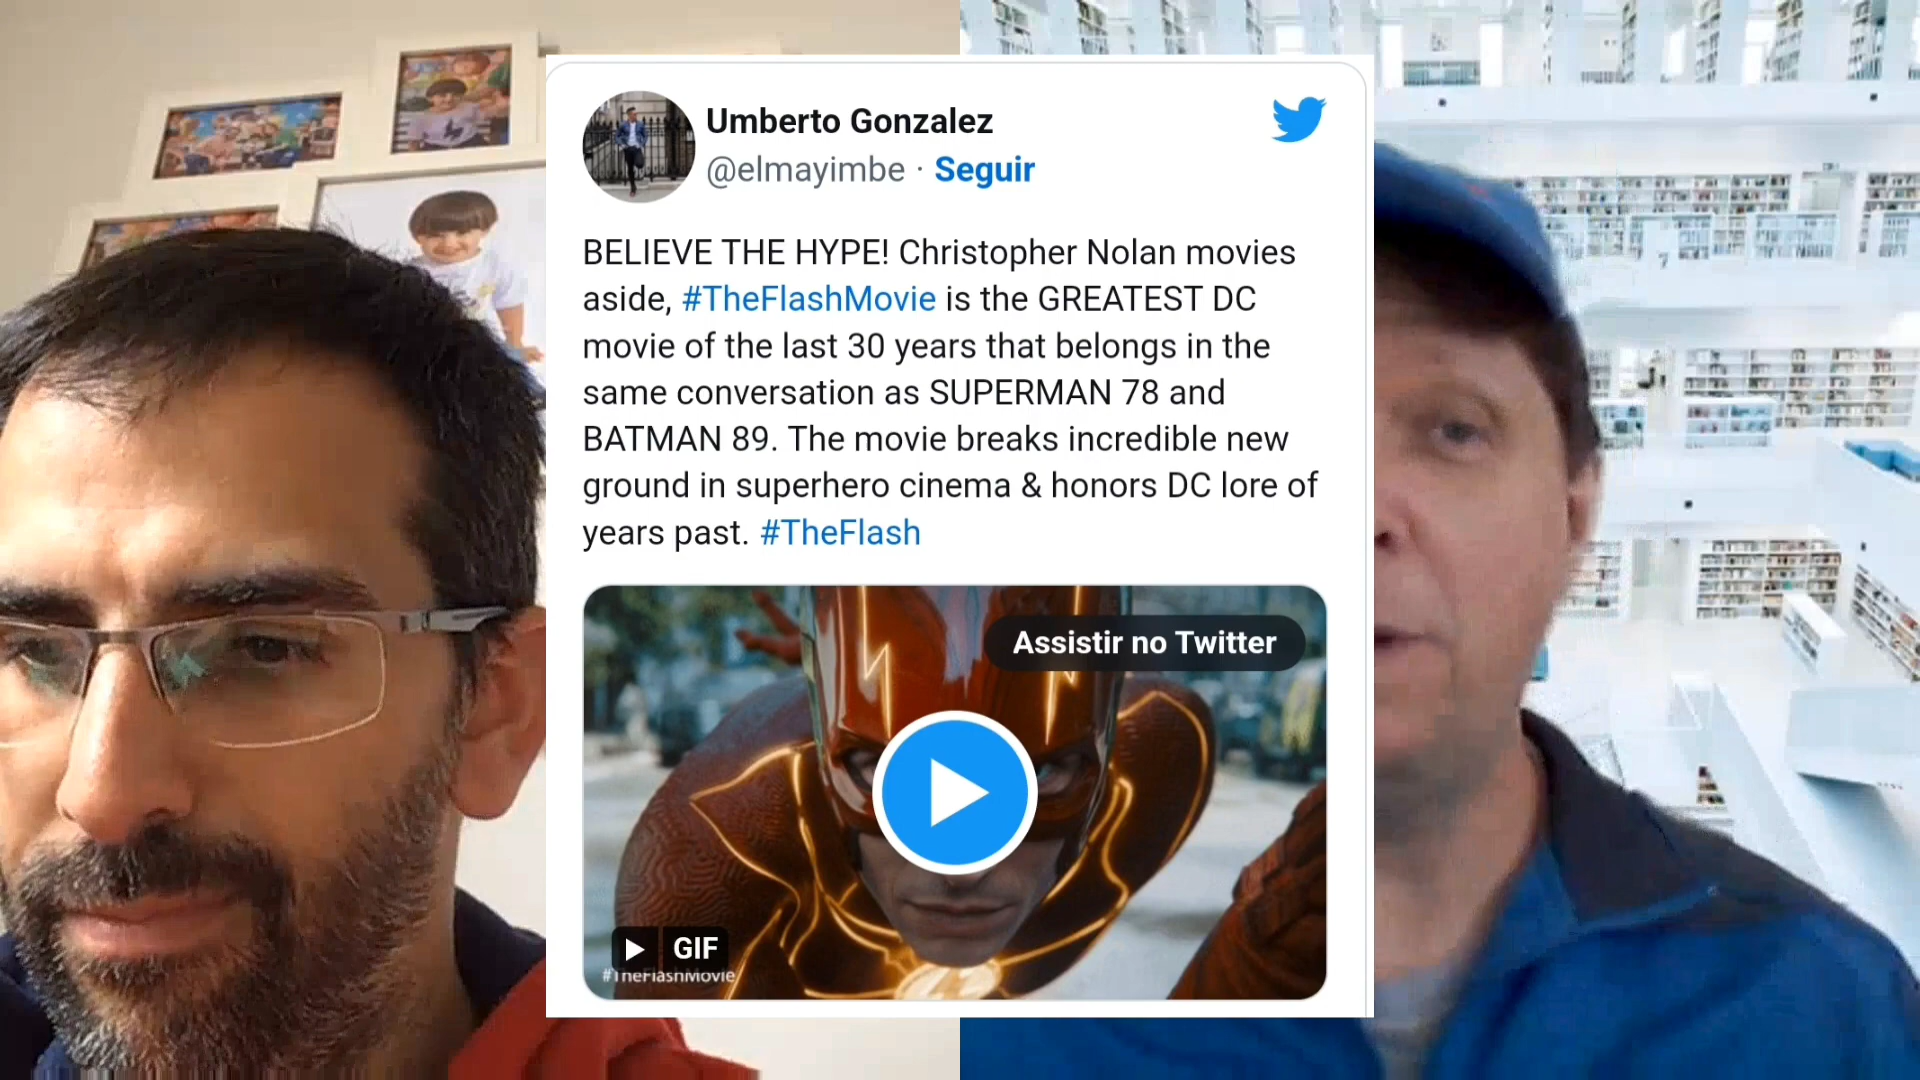 Umberto Gonzalez
@elmayimbe · Seguir
BELIEVE THE HYPE! Christopher Nolan movies
aside, #TheFlashMovie is the GREATEST DC
movie of the last 30 years that belongs in the
same conversation as SUPERMAN 78 and
BATMAN 89. The movie breaks incredible new
ground in superhero cinema & honors DC lore of
years past. #TheFlash
Assistir no Twitter
GIF
#TheFlashMovie